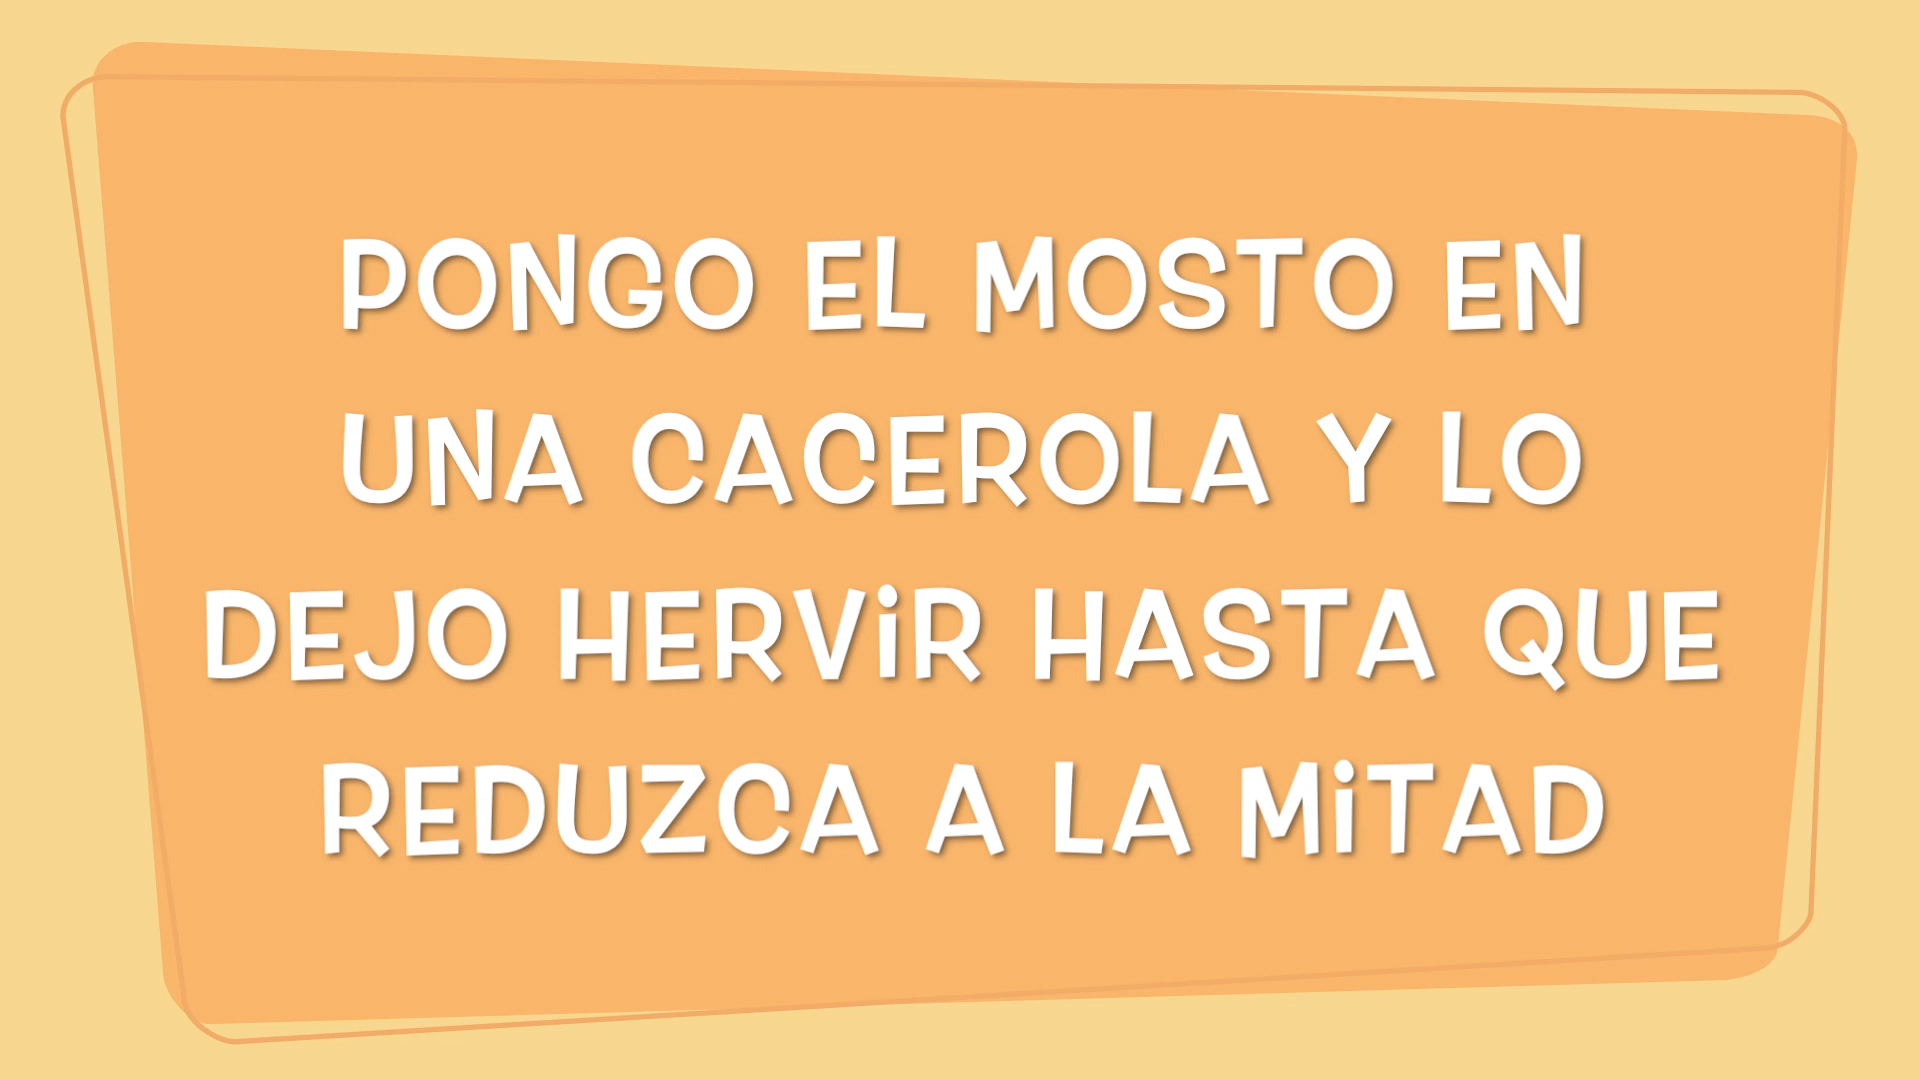 PONGO EL MOSTO EN
UNA CACEROLA Y LO
DEJO HERViR HASTA QUE
REDUZCA A LA MiTAD